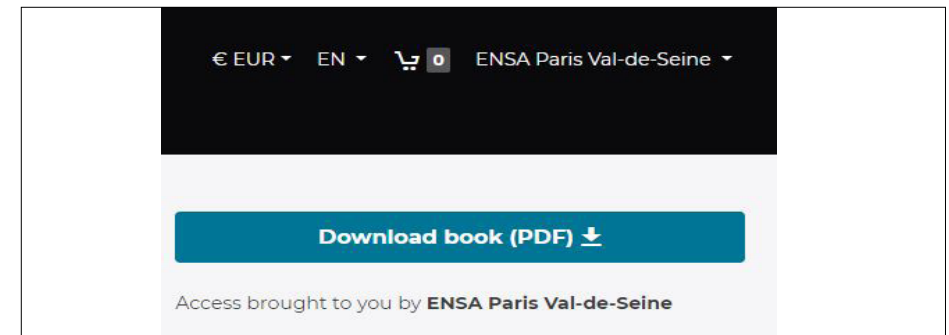 € EUR EN 0 ENSA Paris Val-de-Seine
Download book (PDF)
Access brought to you by ENSA Paris Val-de-Seine